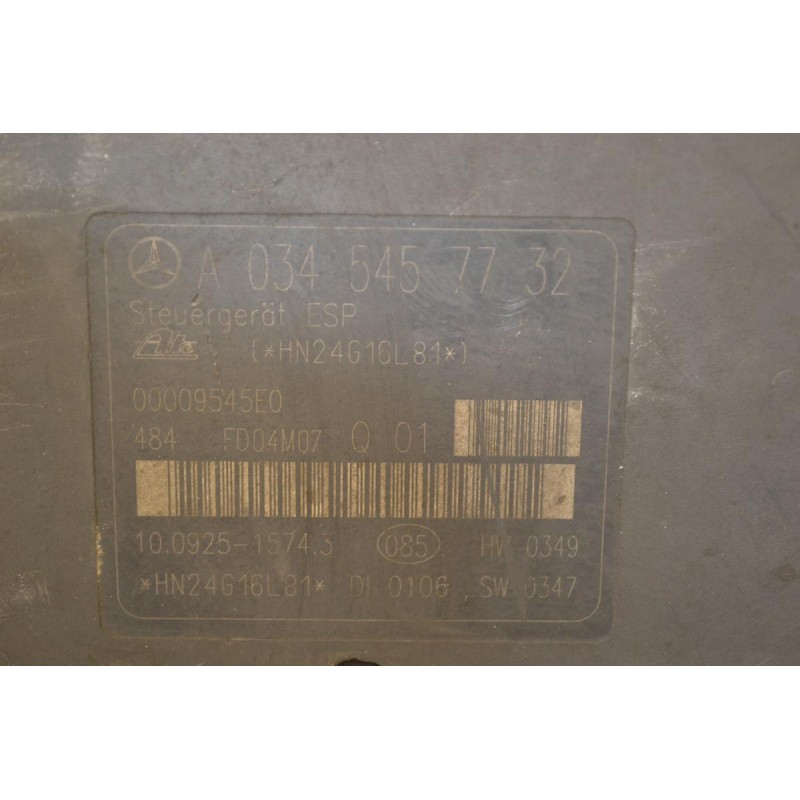 A 034 545 77 32
Steuergerät ESP
Ate (*HN24G16L81*)
00009545E0
484 FD04M07 Q 01
10.0925-1574.3 085 HW 0349
*HN24G16L81* DI 0106 SW 0347